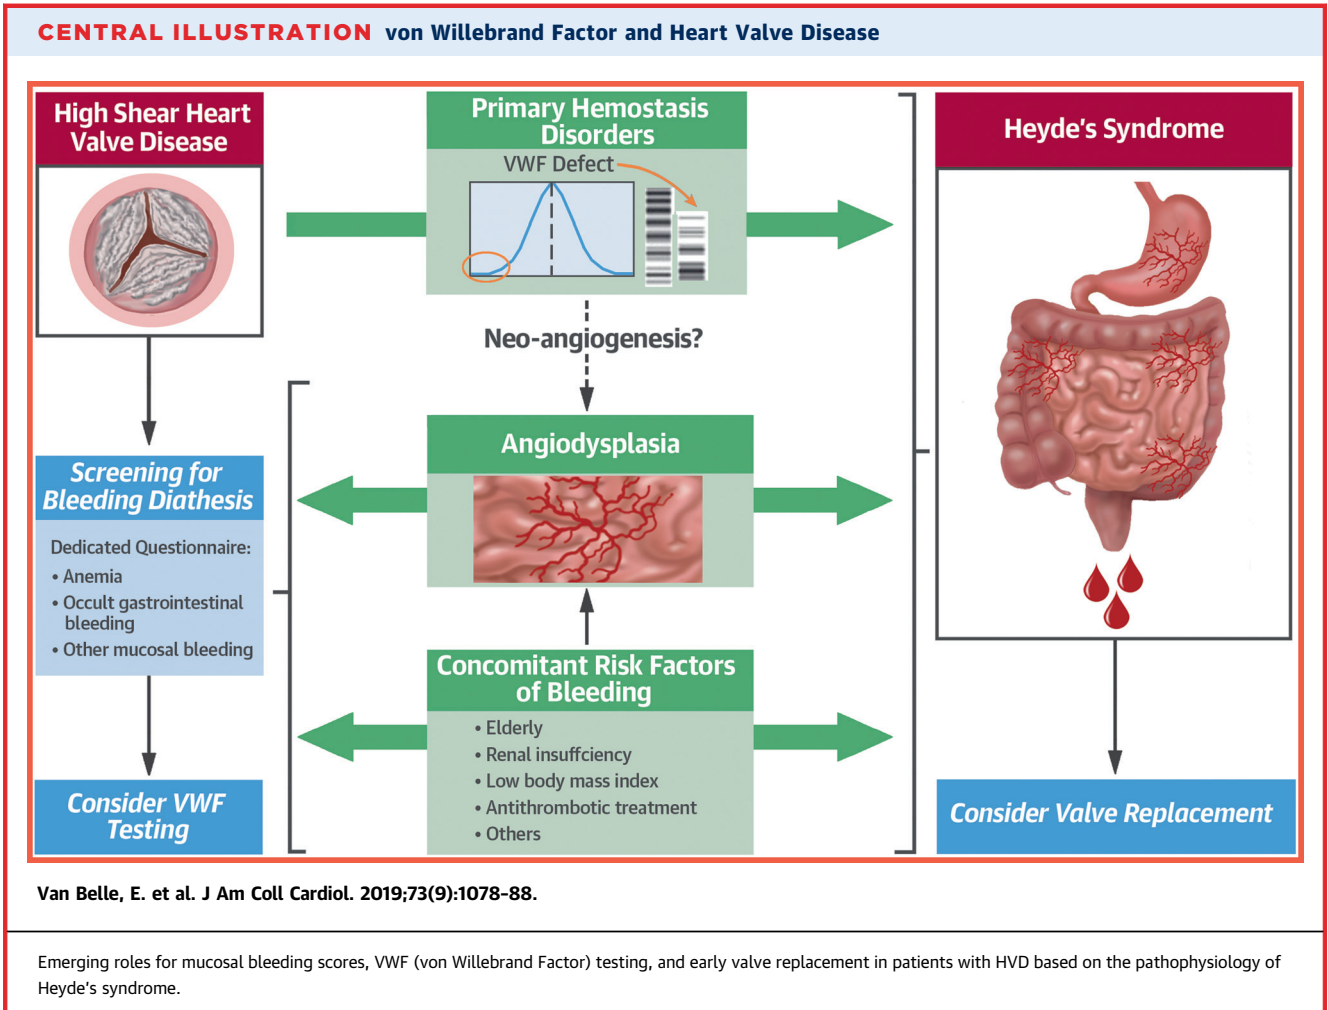 CENTRAL ILLUSTRATION von Willebrand Factor and Heart Valve Disease
High Shear Heart
Valve Disease
Screening for
Bleeding Diathesis
Dedicated Questionnaire:
• Anemia
• Occult gastrointestinal
bleeding
• Other mucosal bleeding
Consider VWF
Testing
Primary Hemostasis
Disorders
VWF Defect
Neo-angiogenesis?
Angiodysplasia
Concomitant Risk Factors
of Bleeding
• Elderly
• Renal insuffciency
• Low body mass index
• Antithrombotic treatment
• Others
Heyde's Syndrome
Consider Valve Replacement
Van Belle, E. et al. J Am Coll Cardiol. 2019;73(9):1078–88.
Emerging roles for mucosal bleeding scores, VWF (von Willebrand Factor) testing, and early valve replacement in patients with HVD based on the pathophysiology of
Heyde's syndrome.